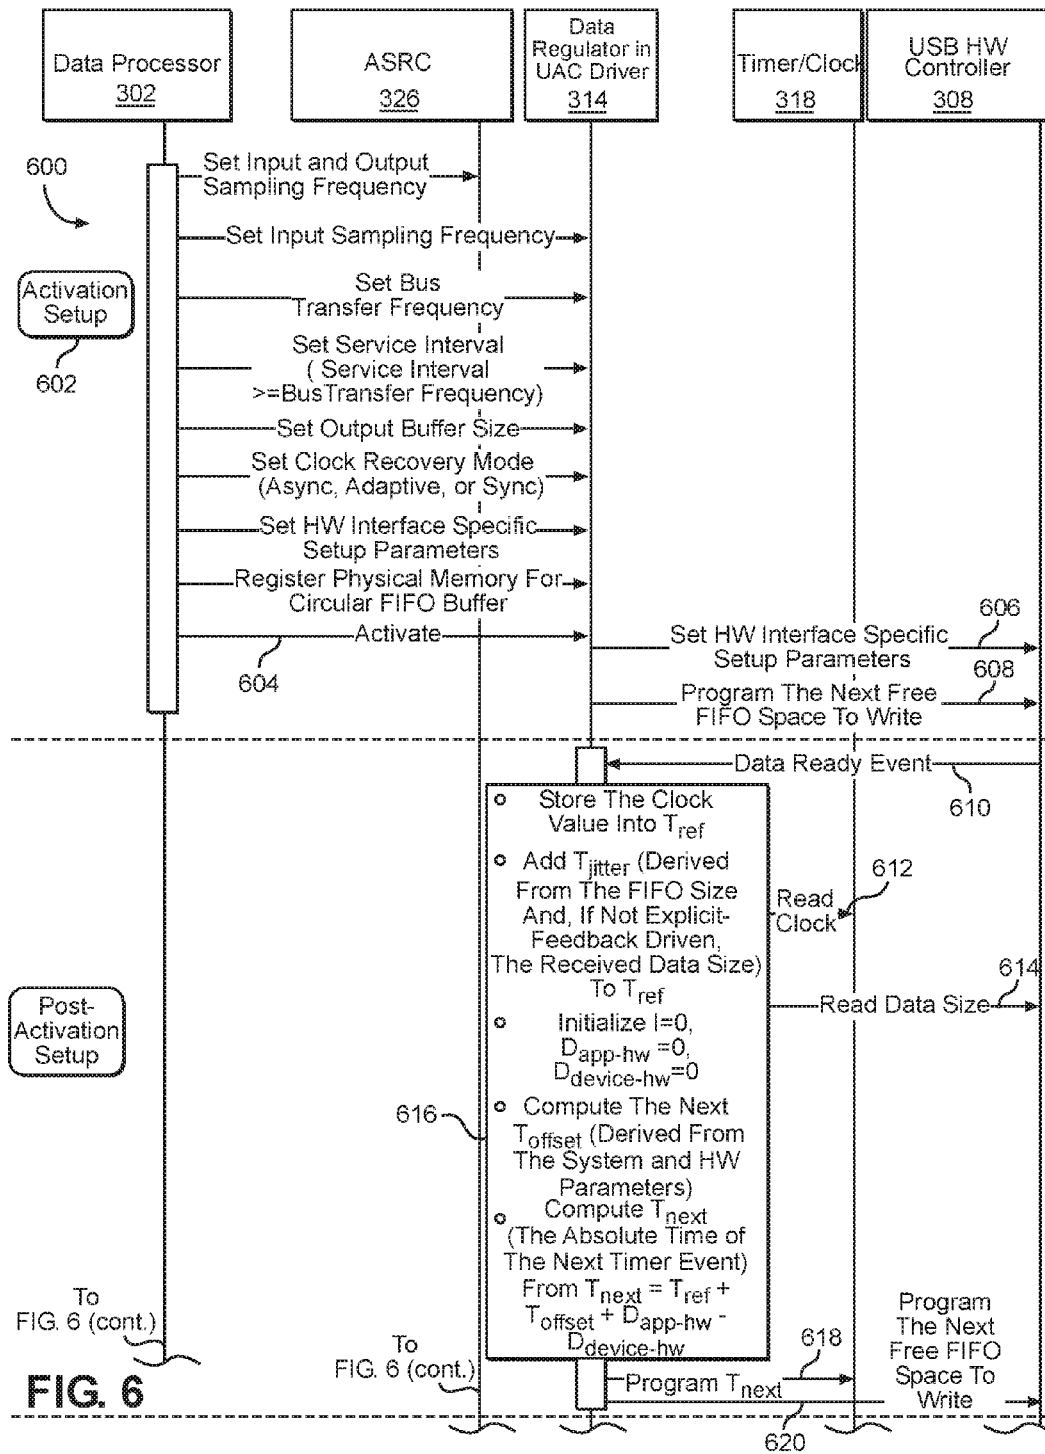 Data Processor
302
ASRC
326
Data
Regulator in
UAC Driver
314
Timer/Clock
318
USB HW
Controller
308
600
Set Input and Output
Sampling Frequency
Set Input Sampling Frequency
Activation
Setup
602
Set Bus
Transfer Frequency
Set Service Interval
( Service Interval
>=BusTransfer Frequency)
Set Output Buffer Size
Set Clock Recovery Mode
(Async, Adaptive, or Sync)
Set HW Interface Specific
Setup Parameters
Register Physical Memory For
Circular FIFO Buffer
Activate
604
606
Set HW Interface Specific
Setup Parameters
608
Program The Next Free
FIFO Space To Write
Data Ready Event
610
Store The Clock
Value Into Tref
Add Tjitter (Derived
From The FIFO Size
And, If Not Explicit-
Feedback Driven,
The Received Data Size)
To Tref
Initialize I=0,
Dapp-hw =0,
Ddevice-hw=0
Compute The Next
Toffset (Derived From
The System and HW
Parameters)
Compute Tnext
(The Absolute Time of
The Next Timer Event)
From Tnext = Tref +
Toffset + Dapp-hw -
Ddevice-hw
Read
Clock
612
614
Read Data Size
Post-
Activation
Setup
616
To
FIG. 6 (cont.)
To
FIG. 6 (cont.)
618
Program Tnext
Program
The Next
Free FIFO
Space To
Write
620
FIG. 6